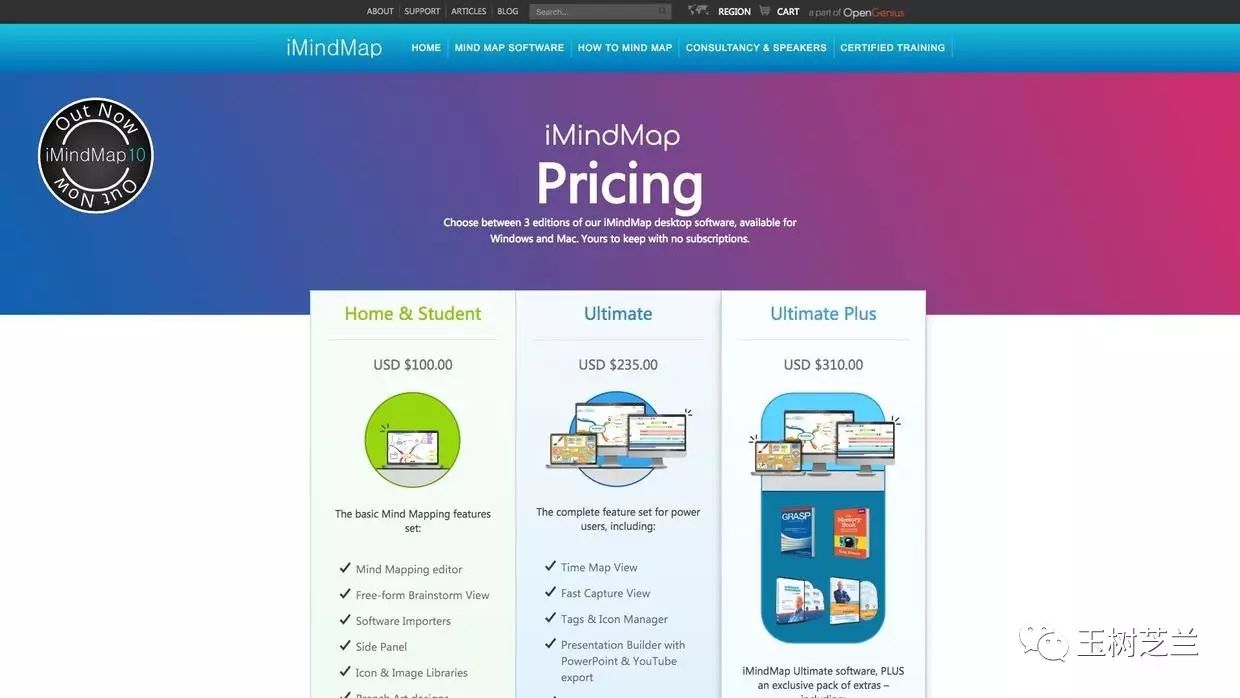 ABOUT SUPPORT ARTICLES BLOG Search... REGION CART a part of OpenGenius
iMindMap HOME MIND MAP SOFTWARE HOW TO MIND MAP CONSULTANCY & SPEAKERS CERTIFIED TRAINING
Out Now
iMindMap10
Out Now
iMindMap
Pricing
Choose between 3 editions of our iMindMap desktop software, available for
Windows and Mac. Yours to keep with no subscriptions.
Home & Student
USD $100.00
The basic Mind Mapping features
set:
Mind Mapping editor
Free-form Brainstorm View
Software Importers
Side Panel
Icon & Image Libraries
Branch Art designs
Ultimate
USD $235.00
The complete feature set for power
users, including:
Time Map View
Fast Capture View
Tags & Icon Manager
Presentation Builder with
PowerPoint & YouTube
export
Ultimate Plus
USD $310.00
GRASP
Memory
Book
iMindMap Ultimate software, PLUS
an exclusive pack of extras –
including:
玉树芝兰